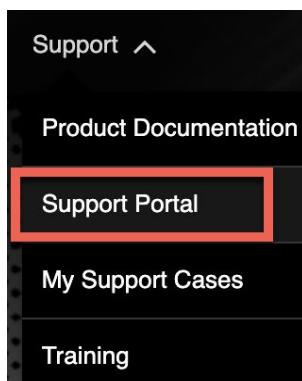 Support
Product Documentation
Support Portal
My Support Cases
Training